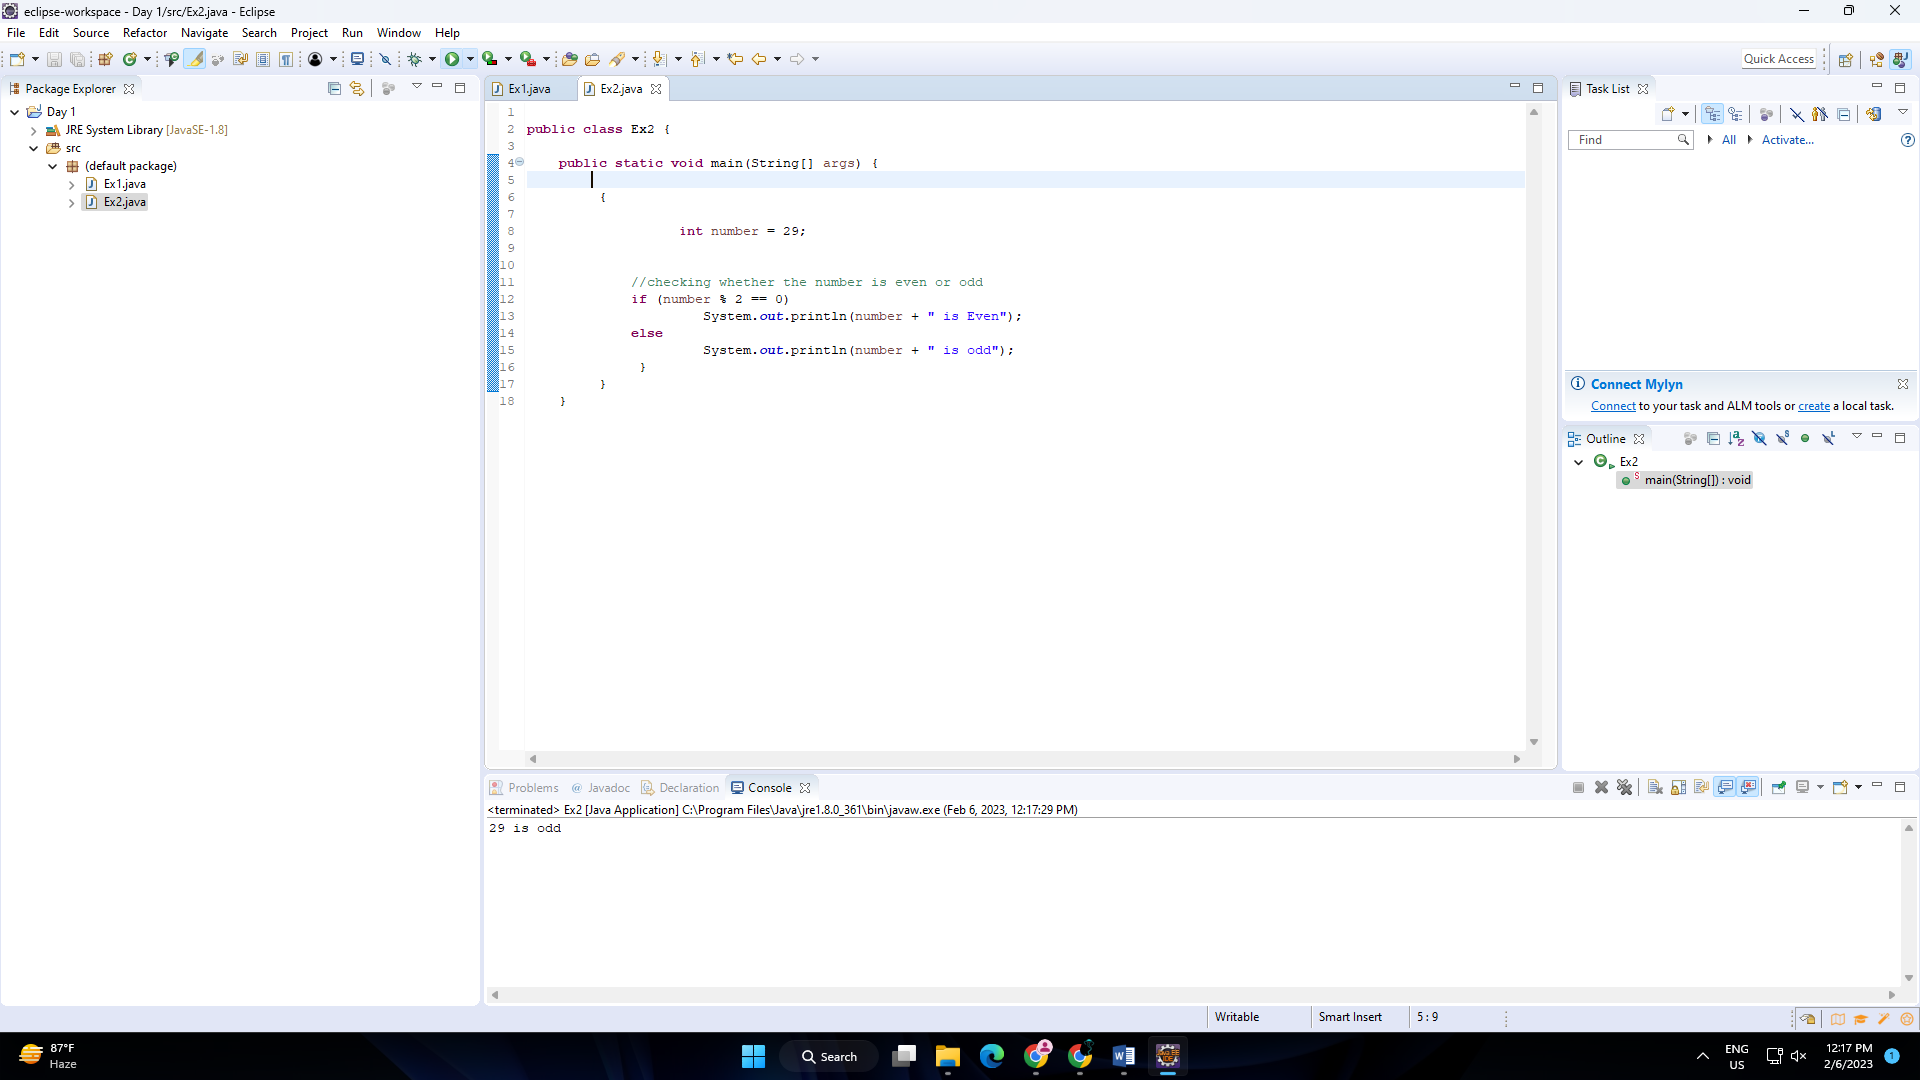 eclipse-workspace - Day 1/src/Ex2.java - Eclipse
File Edit Source Refactor Navigate Search Project Run Window Help
Quick Access
Package Explorer
Day 1
JRE System Library [JavaSE-1.8]
src
(default package)
Ex1.java
Ex2.java
Ex1.java Ex2.java
1
2 public class Ex2 {
3
4 public static void main(String[] args) {
5
6 {
7
8 int number = 29;
9
10
11 //checking whether the number is even or odd
12 if (number % 2 == 0)
13 System.out.println(number + " is Even");
14 else
15 System.out.println(number + " is odd");
16 }
17 }
18 }
Task List
Find All Activate...
Connect Mylyn
Connect to your task and ALM tools or create a local task.
Outline
Ex2
main(String[]) : void
Problems @ Javadoc Declaration Console
<terminated> Ex2 [Java Application] C:\Program Files\Java\jre1.8.0_361\bin\javaw.exe (Feb 6, 2023, 12:17:29 PM)
29 is odd
Writable Smart Insert 5 : 9
87°F
Haze
Search
ENG
US
12:17 PM
2/6/2023
1